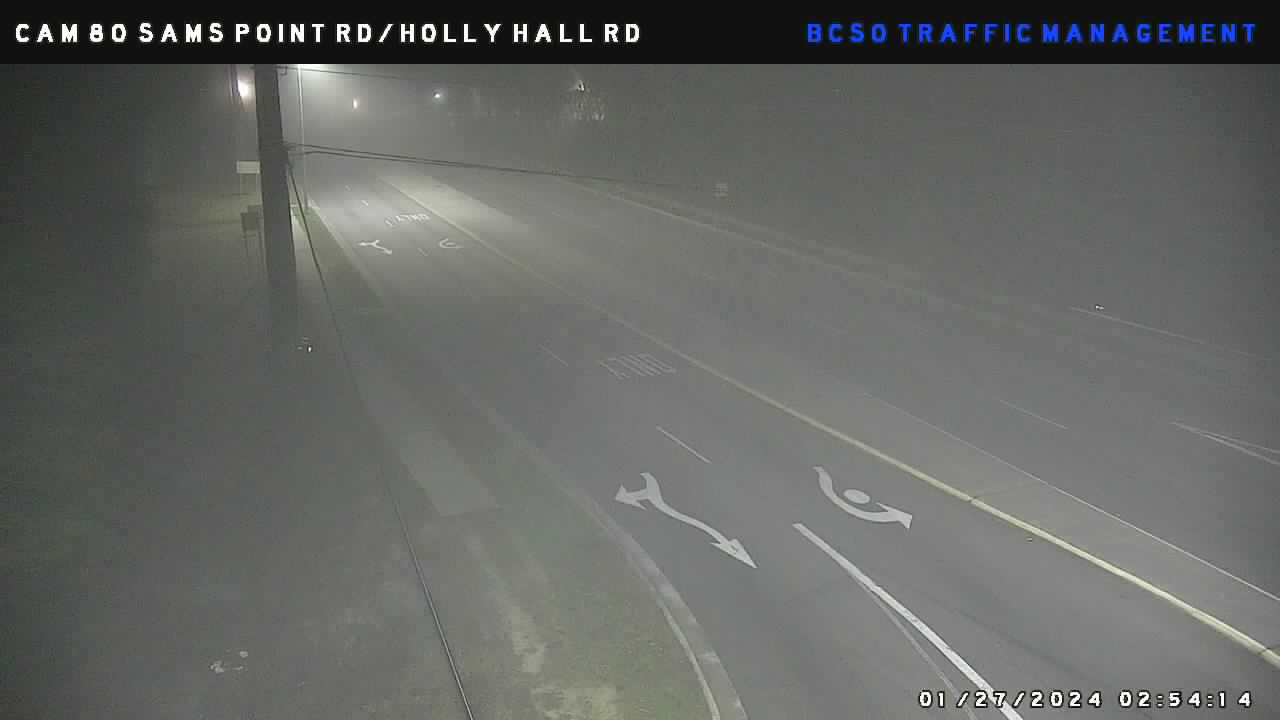 CAM 80 SAMS POINT RD/HOLLY HALL RD
BCSO TRAFFIC MANAGEMENT
ONLY
ONLY
01/27/2024 02:54:14